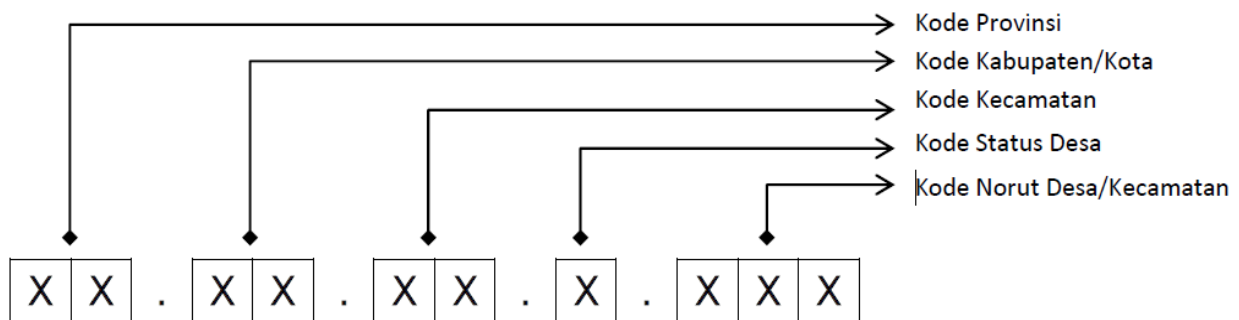 Kode Provinsi
Kode Kabupaten/Kota
Kode Kecamatan
Kode Status Desa
Kode Norut Desa/Kecamatan
X X . X X . X X . X . X X X